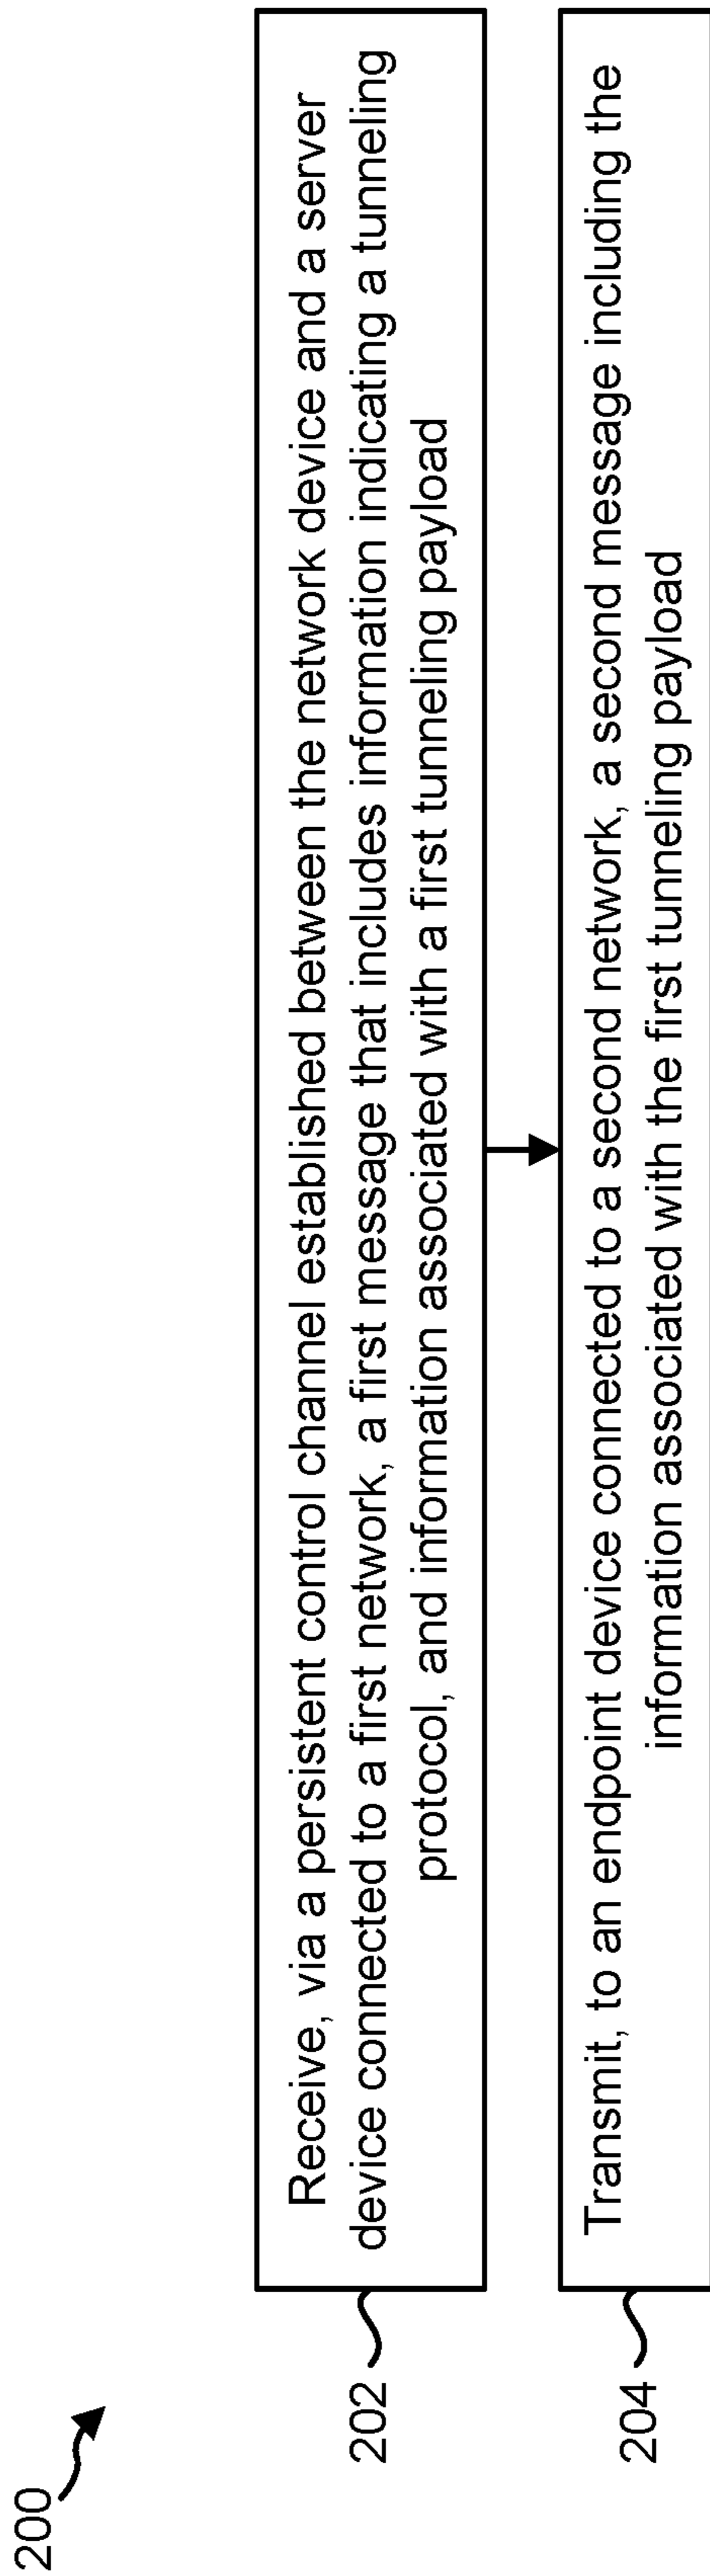 200
202
Receive, via a persistent control channel established between the network device and a server
device connected to a first network, a first message that includes information indicating a tunneling
protocol, and information associated with a first tunneling payload
204
Transmit, to an endpoint device connected to a second network, a second message including the
information associated with the first tunneling payload